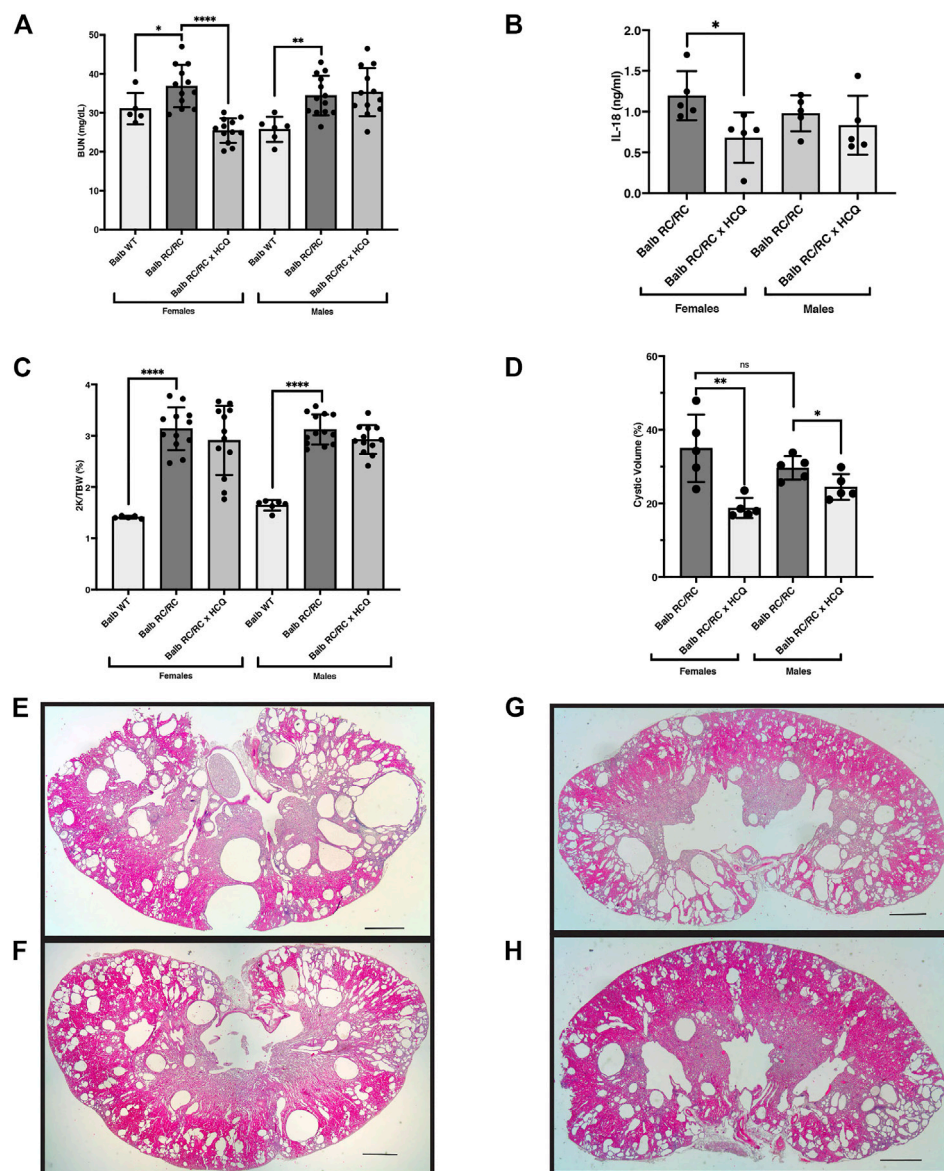 A
*
****
**
BUN (mg/dL)
50
40
30
20
10
0
Balb WT
Balb RC/RC
Balb RC/RC x HCQ
Balb WT
Balb RC/RC
Balb RC/RC x HCQ
Females
Males
B
*
IL-18 (ng/ml)
2.0
1.5
1.0
0.5
0.0
Balb RC/RC
Balb RC/RC x HCQ
Balb RC/RC
Balb RC/RC x HCQ
Females
Males
C
****
****
2K/TBW (%)
4
3
2
1
0
Balb WT
Balb RC/RC
Balb RC/RC x HCQ
Balb WT
Balb RC/RC
Balb RC/RC x HCQ
Females
Males
D
ns
**
*
Cystic Volume (%)
60
40
20
0
Balb RC/RC
Balb RC/RC x HCQ
Balb RC/RC
Balb RC/RC x HCQ
Females
Males
E
G
F
H